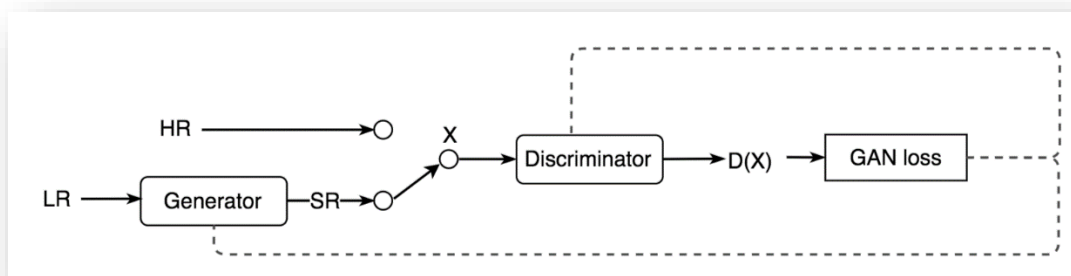 HR
X
Discriminator
D(X)
GAN loss
LR
Generator
SR